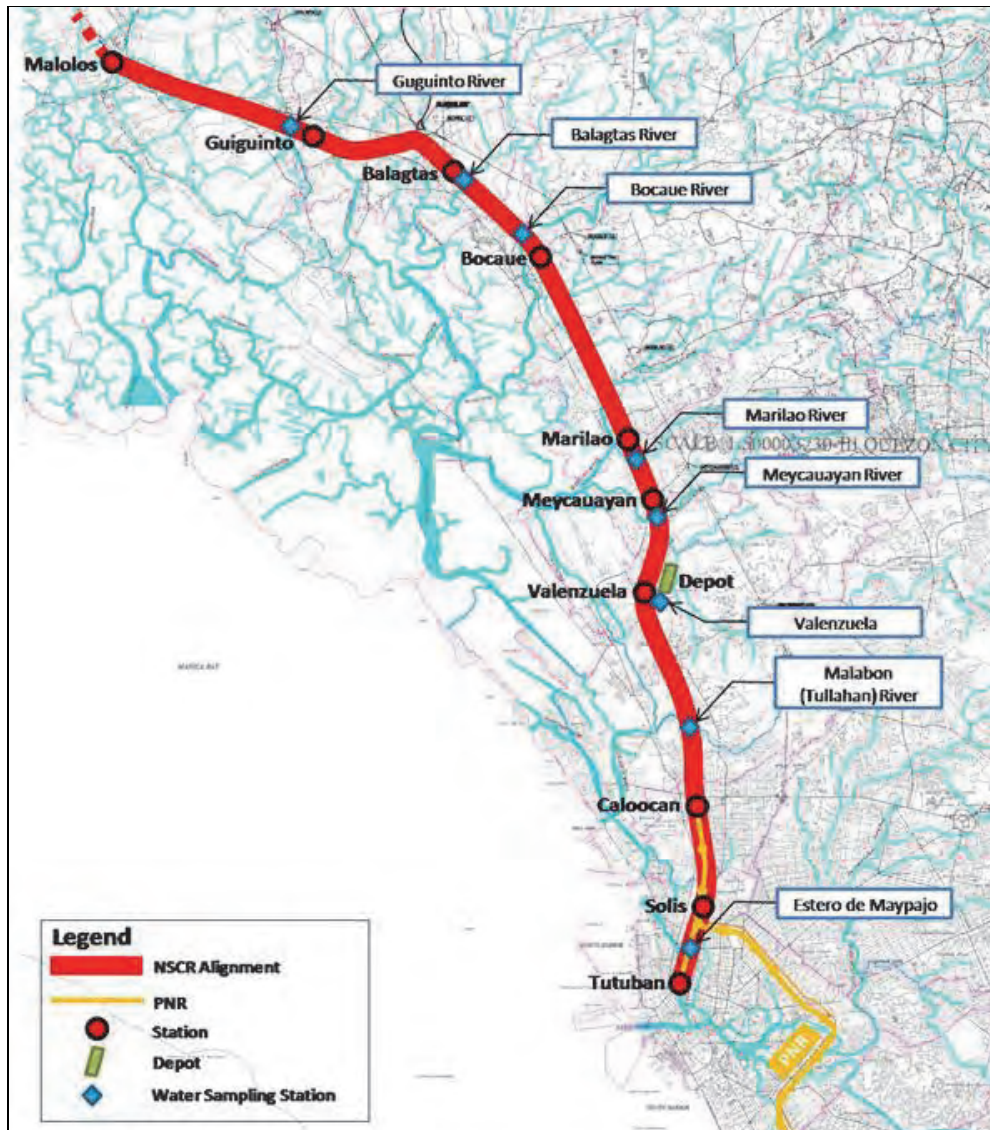 Malolos
Guguinto River
Guiguinto
Balagtas River
Balagtas
Bocaue River
Bocaue
Marilao River
Marilao
Meycauayan River
Meycauayan
Depot
Valenzuela
Valenzuela
Malabon
(Tullahan) River
Caloocan
Solis
Estero de Maypajo
Tutuban
PNR
Legend
NSCR Alignment
PNR
Station
Depot
Water Sampling Station